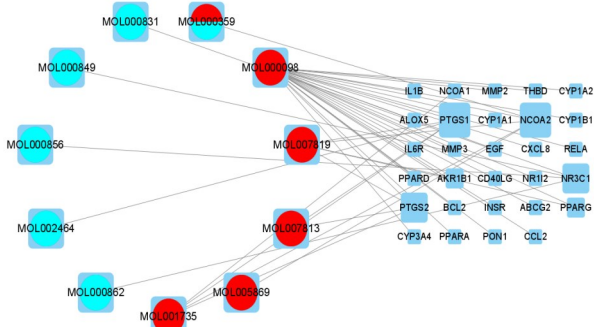 MOL000831
MOL000359
MOL000849
MOL000098
MOL000856
MOL007819
MOL002464
MOL007813
MOL000862
MOL005869
MOL001735
IL1B NCOA1 MMP2 THBD CYP1A2
ALOX5 PTGS1 CYP1A1 NCOA2 CYP1B1
IL6R MMP3 EGF CXCL8 RELA
PPARD AKR1B1 CD40LG NR1I2 NR3C1
PTGS2 BCL2 INSR ABCG2 PPARG
CYP3A4 PPARA PON1 CCL2